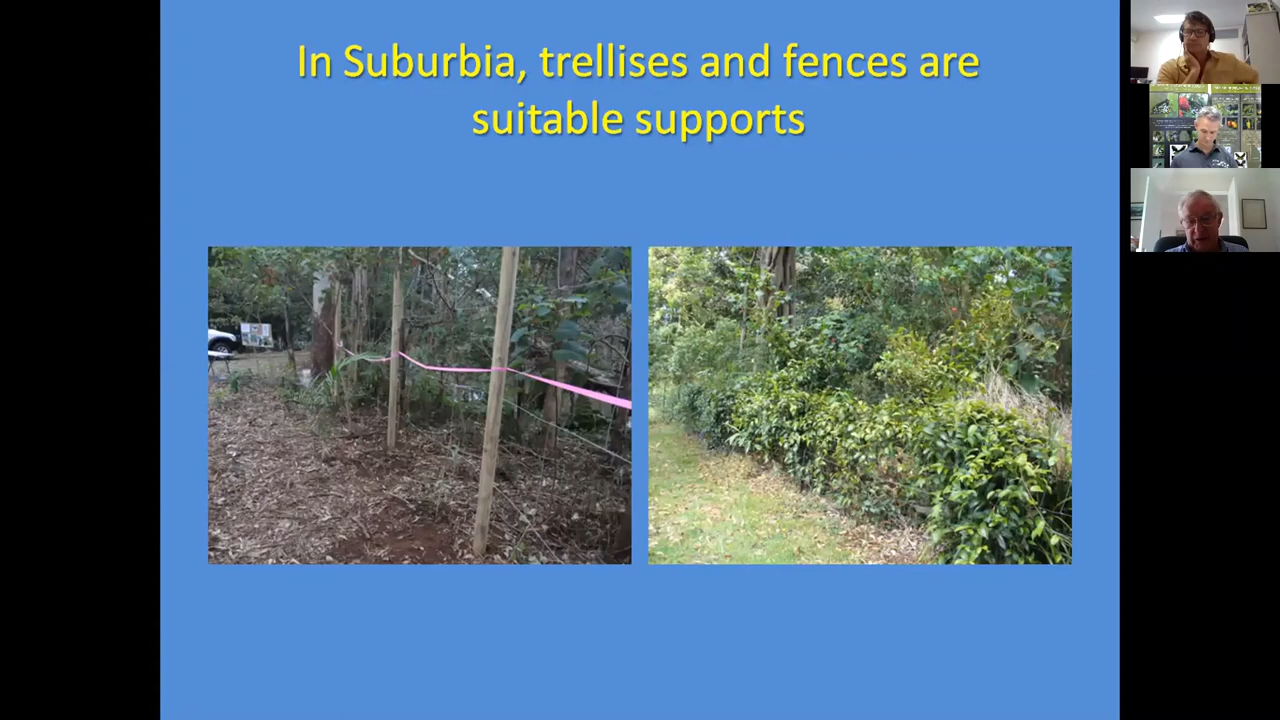 In Suburbia, trellises and fences are
suitable supports